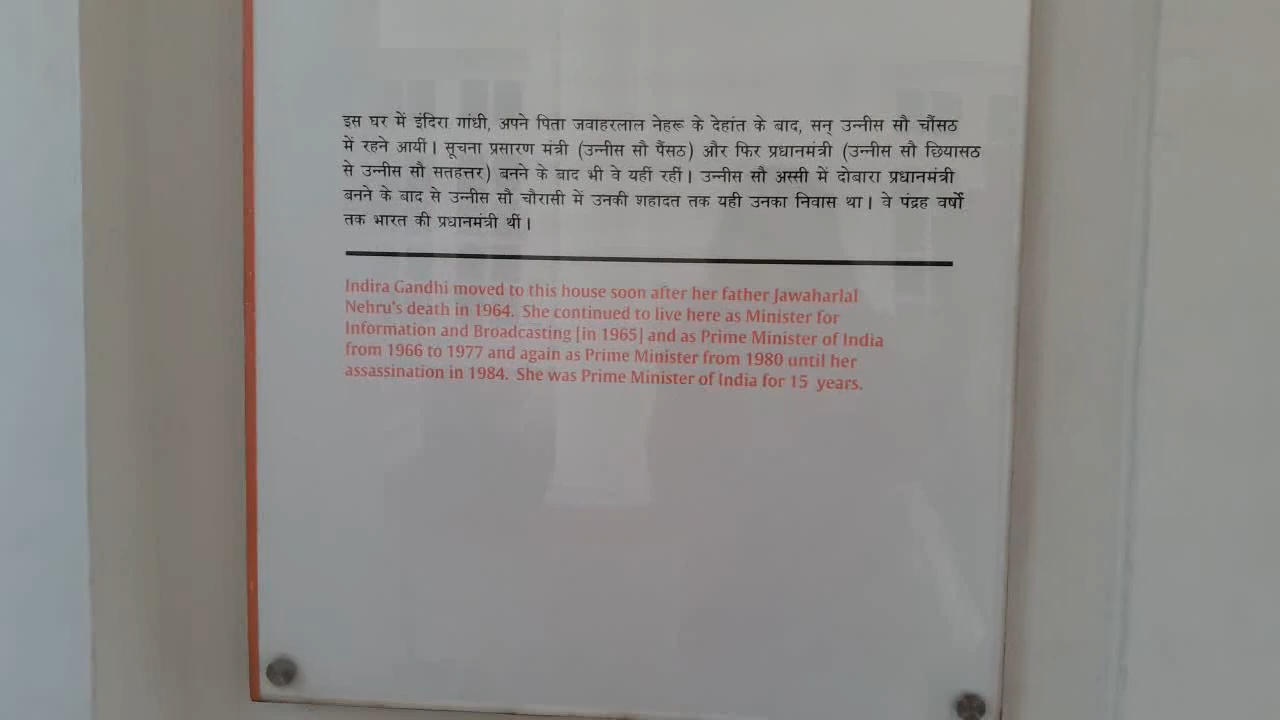 इस घर में इंदिरा गांधी, अपने पिता जवाहरलाल नेहरू के देहांत के बाद, सन् उन्नीस सौ चौंसठ
में रहने आयीं। सूचना प्रसारण मंत्री (उन्नीस सौ पैंसठ) और फिर प्रधानमंत्री (उन्नीस सौ छियासठ
से उन्नीस सौ सतहत्तर) बनने के बाद भी वे यहीं रहीं। उन्नीस सौ अस्सी में दोबारा प्रधानमंत्री
बनने के बाद से उन्नीस सौ चौरासी में उनकी शहादत तक यही उनका निवास था। वे पंद्रह वर्षों
तक भारत की प्रधानमंत्री थीं।
Indira Gandhi moved to this house soon after her father Jawaharlal
Nehru's death in 1964. She continued to live here as Minister for
Information and Broadcasting [in 1965] and as Prime Minister of India
from 1966 to 1977 and again as Prime Minister from 1980 until her
assassination in 1984. She was Prime Minister of India for 15 years.